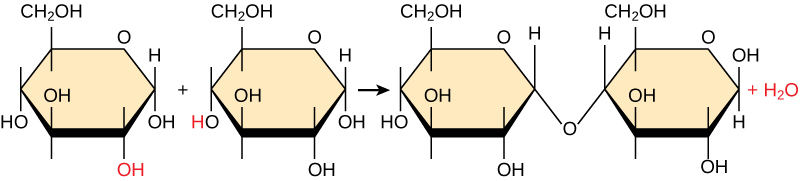 CH₂OH CH₂OH CH₂OH CH₂OH
O O O H H O
H H OH
OH + OH OH OH + H₂O
HO OH HO OH HO O H
OH OH OH OH